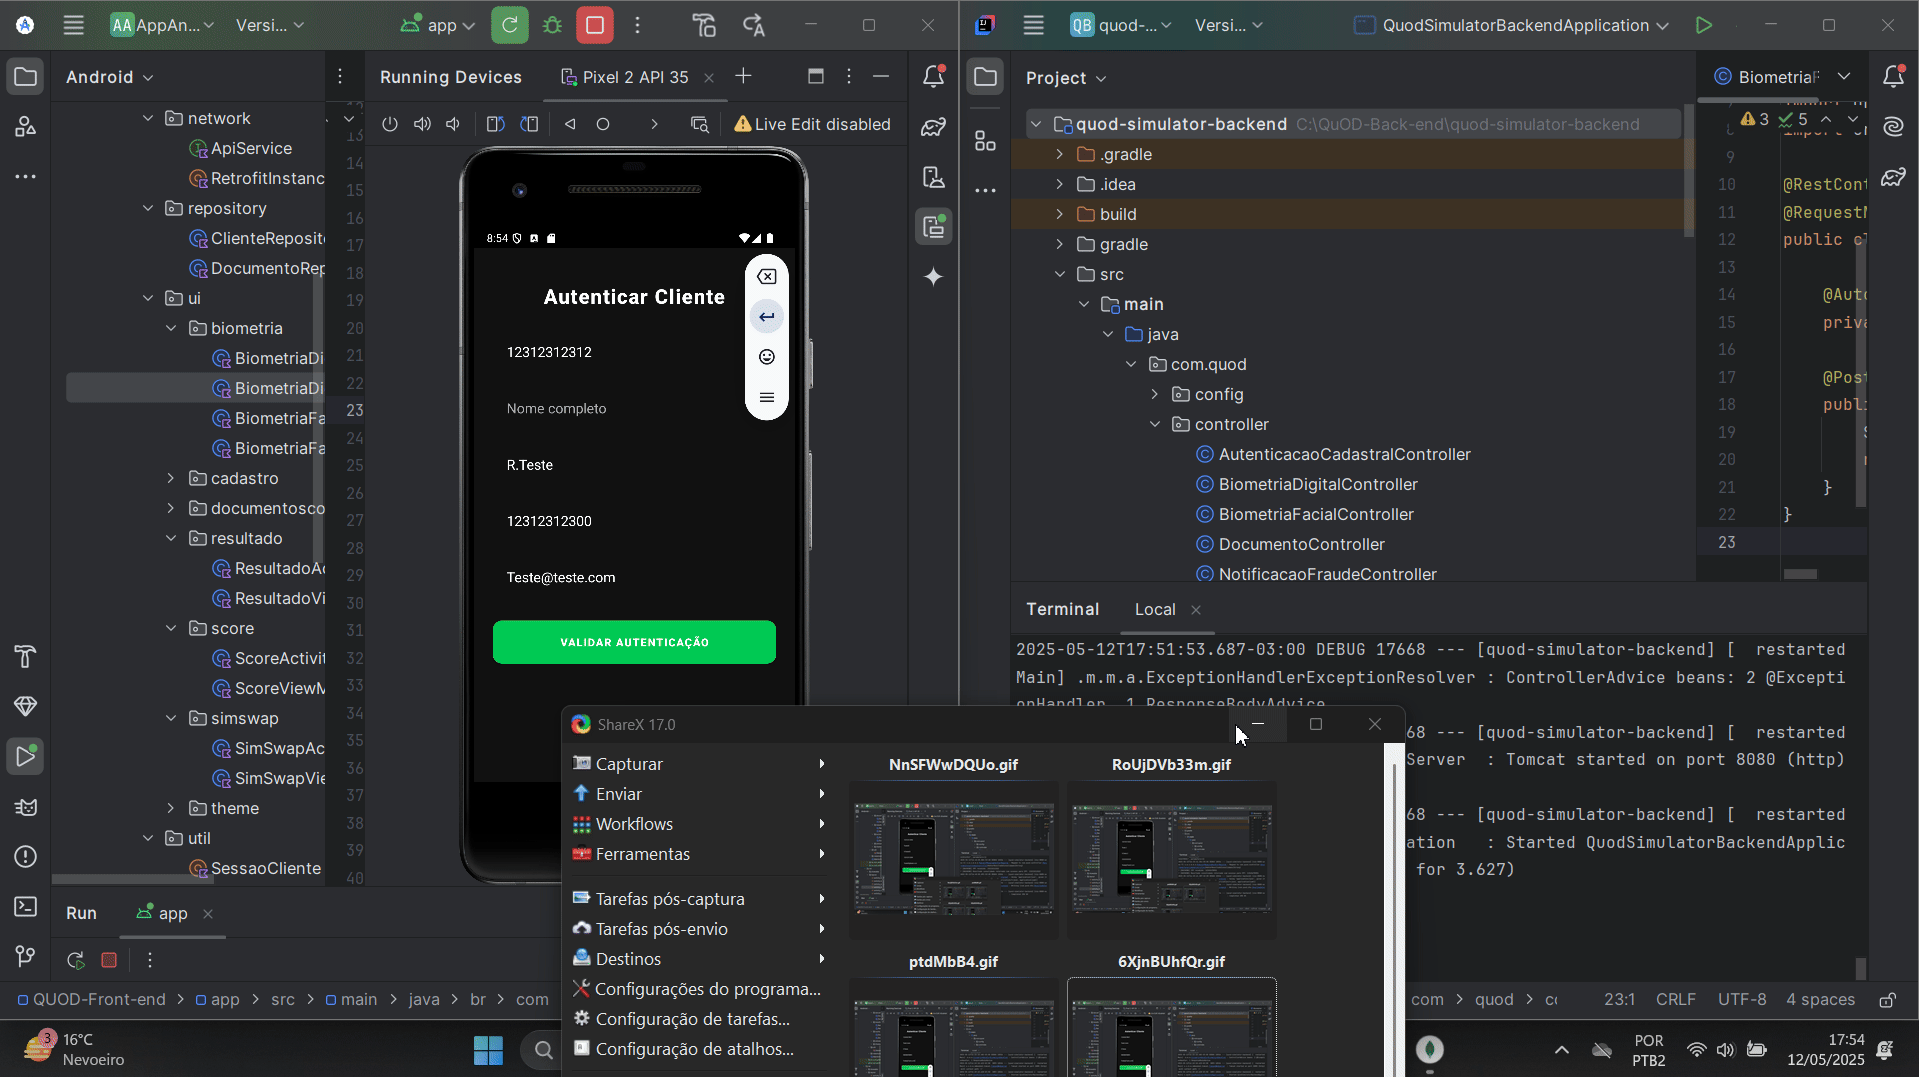 AA AppAn...
Versi...
app
QB quod-...
Versi...
QuodSimulatorBackendApplication
Android
Running Devices
Pixel 2 API 35
Project
network
ApiService
RetrofitInstanc
repository
ClienteReposit
DocumentoRep
ui
biometria
BiometriaDi
BiometriaDi
BiometriaFa
BiometriaFa
cadastro
documentosco
resultado
ResultadoAc
ResultadoVi
score
ScoreActivit
ScoreViewM
simswap
SimSwapAc
SimSwapVie
theme
util
SessaoCliente
14
15
16
17
18
19
20
21
22
23
24
25
26
27
28
29
30
31
32
33
34
35
36
37
38
39
40
Live Edit disabled
8:54
Autenticar Cliente
12312312312
Nome completo
R.Teste
12312312300
Teste@teste.com
VALIDAR AUTENTICAÇÃO
quod-simulator-backend C:\QuOD-Back-end\quod-simulator-backend
.gradle
.idea
build
gradle
src
main
java
com.quod
config
controller
AutenticacaoCadastralController
BiometriaDigitalController
BiometriaFacialController
DocumentoController
NotificacaoFraudeController
3 5
9
10 @RestCont
11 @RequestM
12 public cl
13
14 @Auto
15 priva
16
17 @Post
18 publi
19
20
21 }
22 }
23
Terminal
Local
2025-05-12T17:51:53.687-03:00 DEBUG 17668 --- [quod-simulator-backend] [ restarted
Main] .m.m.a.ExceptionHandlerExceptionResolver : ControllerAdvice beans: 2 @Excepti
onHandler, 1 ResponseBodyAdvice
68 --- [quod-simulator-backend] [ restarted
Server : Tomcat started on port 8080 (http)
68 --- [quod-simulator-backend] [ restarted
ation : Started QuodSimulatorBackendApplic
for 3.627)
ShareX 17.0
Capturar
Enviar
Workflows
Ferramentas
Tarefas pós-captura
Tarefas pós-envio
Destinos
Configurações do programa...
Configuração de tarefas...
Configuração de atalhos...
NnSFWwDQUo.gif
RoUjDVb33m.gif
ptdMbB4.gif
6XjnBUhfQr.gif
Run
app
QUOD-Front-end > app > src > main > java > br > com
com > quod > co
23:1
CRLF
UTF-8
4 spaces
3
16°C
Nevoeiro
POR
PTB2
17:54
12/05/2025